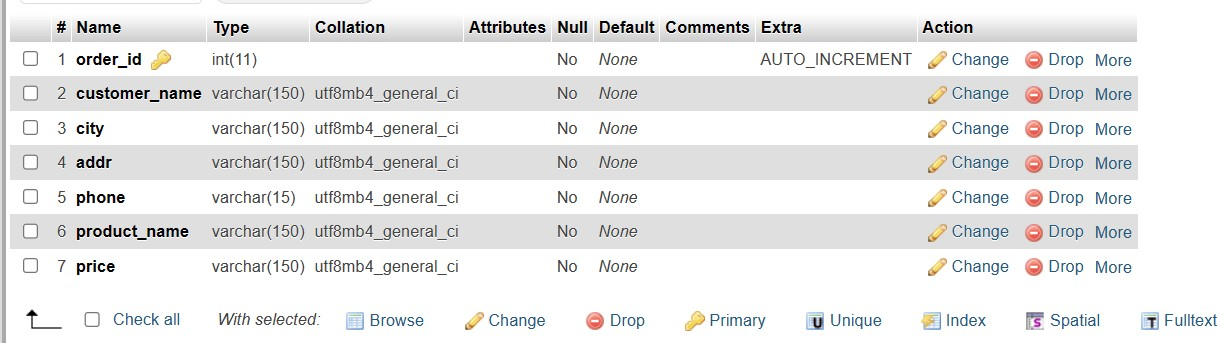 # Name Type Collation Attributes Null Default Comments Extra Action
1 order_id int(11) No None AUTO_INCREMENT Change Drop More
2 customer_name varchar(150) utf8mb4_general_ci No None Change Drop More
3 city varchar(150) utf8mb4_general_ci No None Change Drop More
4 addr varchar(150) utf8mb4_general_ci No None Change Drop More
5 phone varchar(15) utf8mb4_general_ci No None Change Drop More
6 product_name varchar(150) utf8mb4_general_ci No None Change Drop More
7 price varchar(150) utf8mb4_general_ci No None Change Drop More
Check all With selected: Browse Change Drop Primary U Unique Index S Spatial T Fulltext